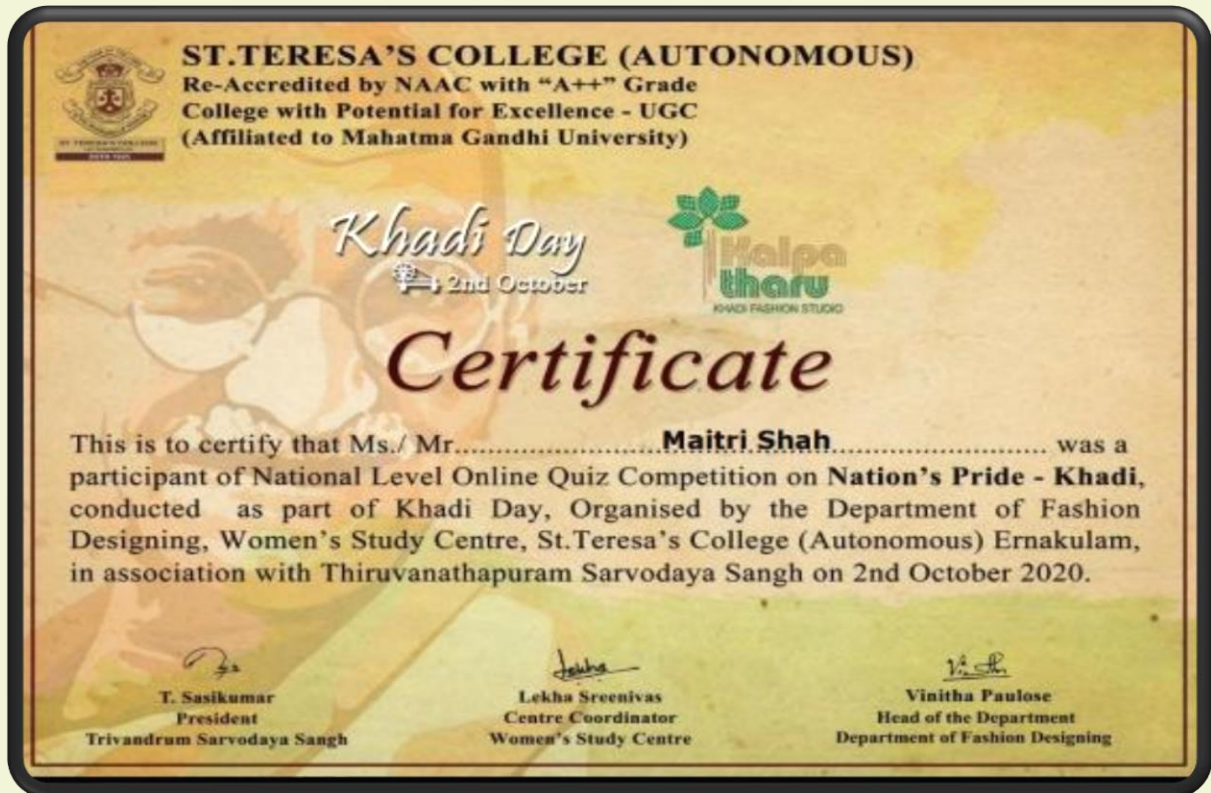 ST.TERESA'S COLLEGE (AUTONOMOUS)
Re-Accredited by NAAC with “A++” Grade
College with Potential for Excellence - UGC
(Affiliated to Mahatma Gandhi University)
ST. TERESA'S COLLEGE
Khadi Day
2nd October
Kalpa
tharu
KHADI FASHION STUDIO
Certificate
This is to certify that Ms./ Mr.......................Maitri Shah............................ was a
participant of National Level Online Quiz Competition on Nation's Pride - Khadi,
conducted as part of Khadi Day, Organised by the Department of Fashion
Designing, Women's Study Centre, St.Teresa's College (Autonomous) Ernakulam,
in association with Thiruvanathapuram Sarvodaya Sangh on 2nd October 2020.
T. Sasikumar
President
Trivandrum Sarvodaya Sangh
Lekha
Lekha Sreenivas
Centre Coordinator
Women's Study Centre
Vinitha Paulose
Head of the Department
Department of Fashion Designing